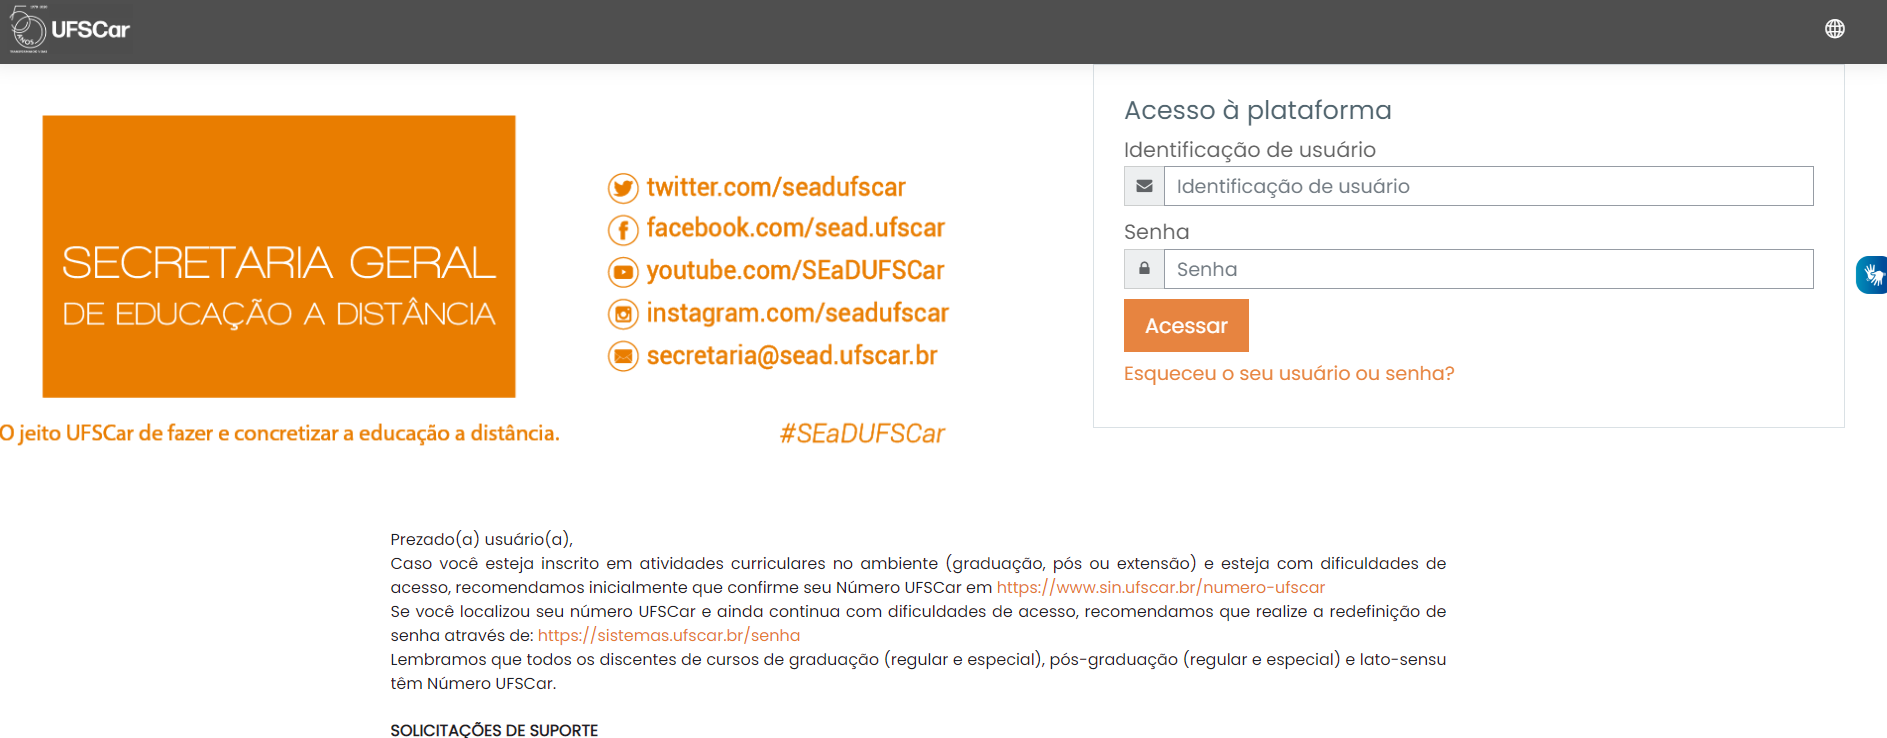 UFSCar
Acesso à plataforma
Identificação de usuário
Identificação de usuário
Senha
Senha
Acessar
Esqueceu o seu usuário ou senha?
SECRETARIA GERAL
DE EDUCAÇÃO A DISTÂNCIA
twitter.com/seadufscar
facebook.com/sead.ufscar
youtube.com/SEaDUFSCar
instagram.com/seadufscar
secretaria@sead.ufscar.br
O jeito UFSCar de fazer e concretizar a educação a distância.
#SEaDUFSCar
Prezado(a) usuário(a),
Caso você esteja inscrito em atividades curriculares no ambiente (graduação, pós ou extensão) e esteja com dificuldades de
acesso, recomendamos inicialmente que confirme seu Número UFSCar em https://www.sin.ufscar.br/numero-ufscar
Se você localizou seu número UFSCar e ainda continua com dificuldades de acesso, recomendamos que realize a redefinição de
senha através de: https://sistemas.ufscar.br/senha
Lembramos que todos os discentes de cursos de graduação (regular e especial), pós-graduação (regular e especial) e lato-sensu
têm Número UFSCar.
SOLICITAÇÕES DE SUPORTE